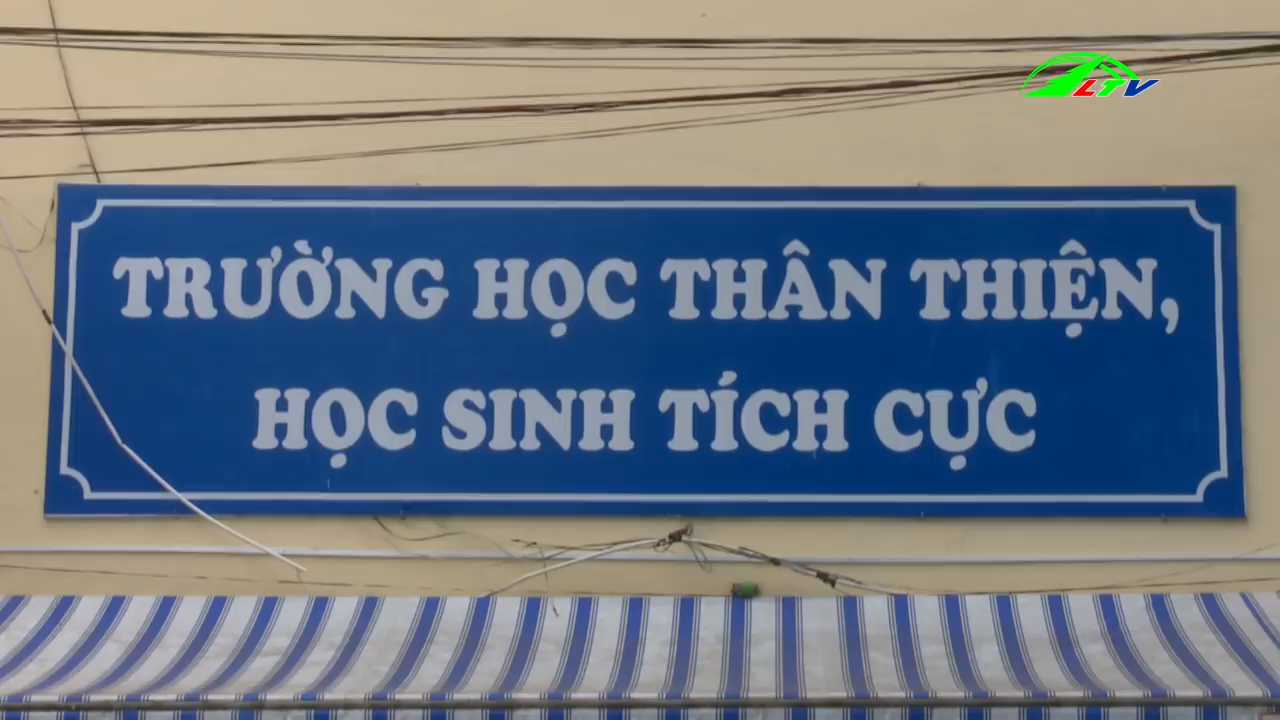 LTV
TRƯỜNG HỌC THÂN THIỆN,
HỌC SINH TÍCH CỰC